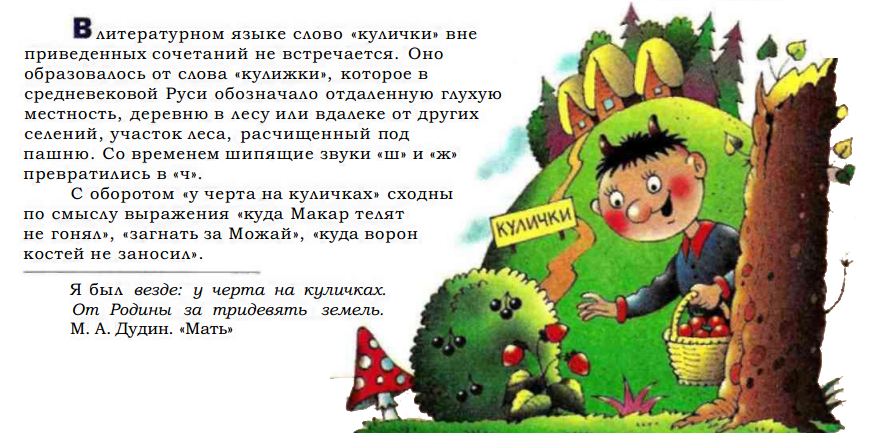 В литературном языке слово «кулички» вне
приведенных сочетаний не встречается. Оно
образовалось от слова «кулижки», которое в
средневековой Руси обозначало отдаленную глухую
местность, деревню в лесу или вдалеке от других
селений, участок леса, расчищенный под
пашню. Со временем шипящие звуки «ш» и «ж»
превратились в «ч».
С оборотом «у черта на куличках» сходны
по смыслу выражения «куда Макар телят
не гонял», «загнать за Можай», «куда ворон
костей не заносил».
Я был везде: у черта на куличках.
От Родины за тридевять земель.
М. А. Дудин. «Мать»
КУЛИЧКИ